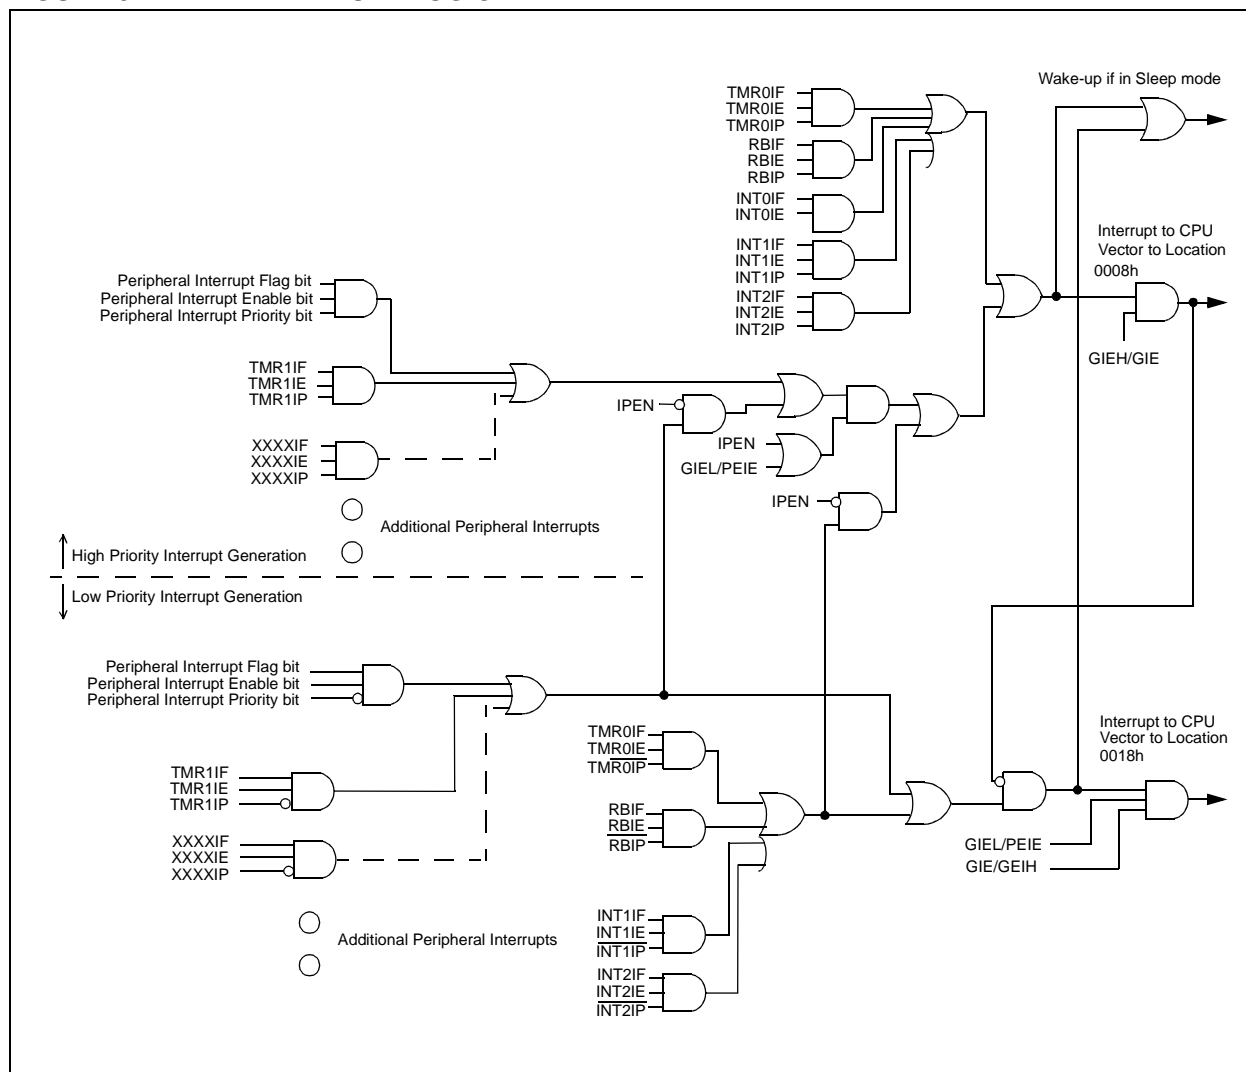 Wake-up if in Sleep mode
TMR0IF
TMR0IE
TMR0IP
RBIF
RBIE
RBIP
INT0IF
INT0IE
INT1IF
INT1IE
INT1IP
INT2IF
INT2IE
INT2IP
Interrupt to CPU
Vector to Location
0008h
GIEH/GIE
Peripheral Interrupt Flag bit
Peripheral Interrupt Enable bit
Peripheral Interrupt Priority bit
TMR1IF
TMR1IE
TMR1IP
XXXXIF
XXXXIE
XXXXIP
IPEN
IPEN
GIEL/PEIE
IPEN
Additional Peripheral Interrupts
High Priority Interrupt Generation
Low Priority Interrupt Generation
Peripheral Interrupt Flag bit
Peripheral Interrupt Enable bit
Peripheral Interrupt Priority bit
TMR1IF
TMR1IE
TMR1IP
XXXXIF
XXXXIE
XXXXIP
Additional Peripheral Interrupts
TMR0IF
TMR0IE
TMR0IP
RBIF
RBIE
RBIP
INT1IF
INT1IE
INT1IP
INT2IF
INT2IE
INT2IP
Interrupt to CPU
Vector to Location
0018h
GIEL/PEIE
GIE/GEIH